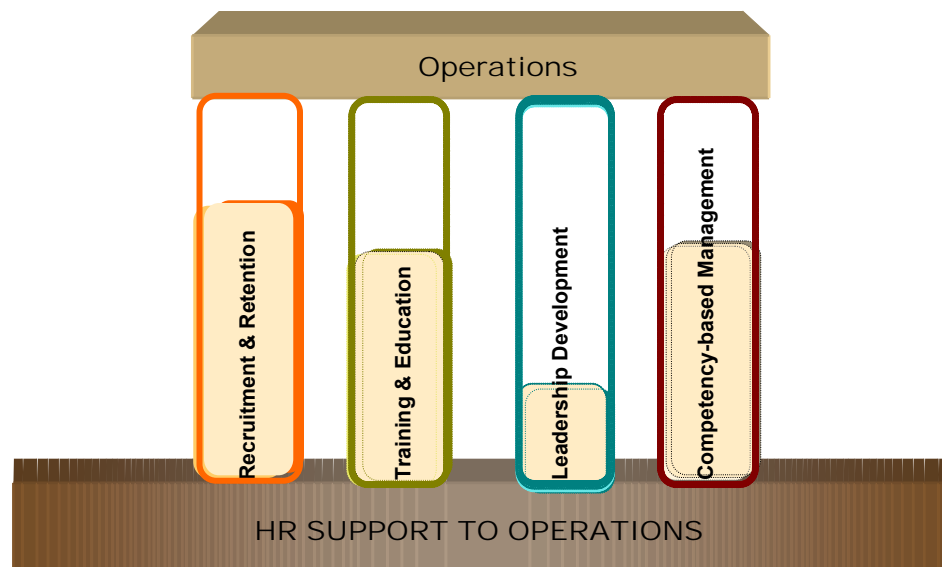 Operations
Recruitment & Retention
Training & Education
Leadership Development
Competency-based Management
HR SUPPORT TO OPERATIONS